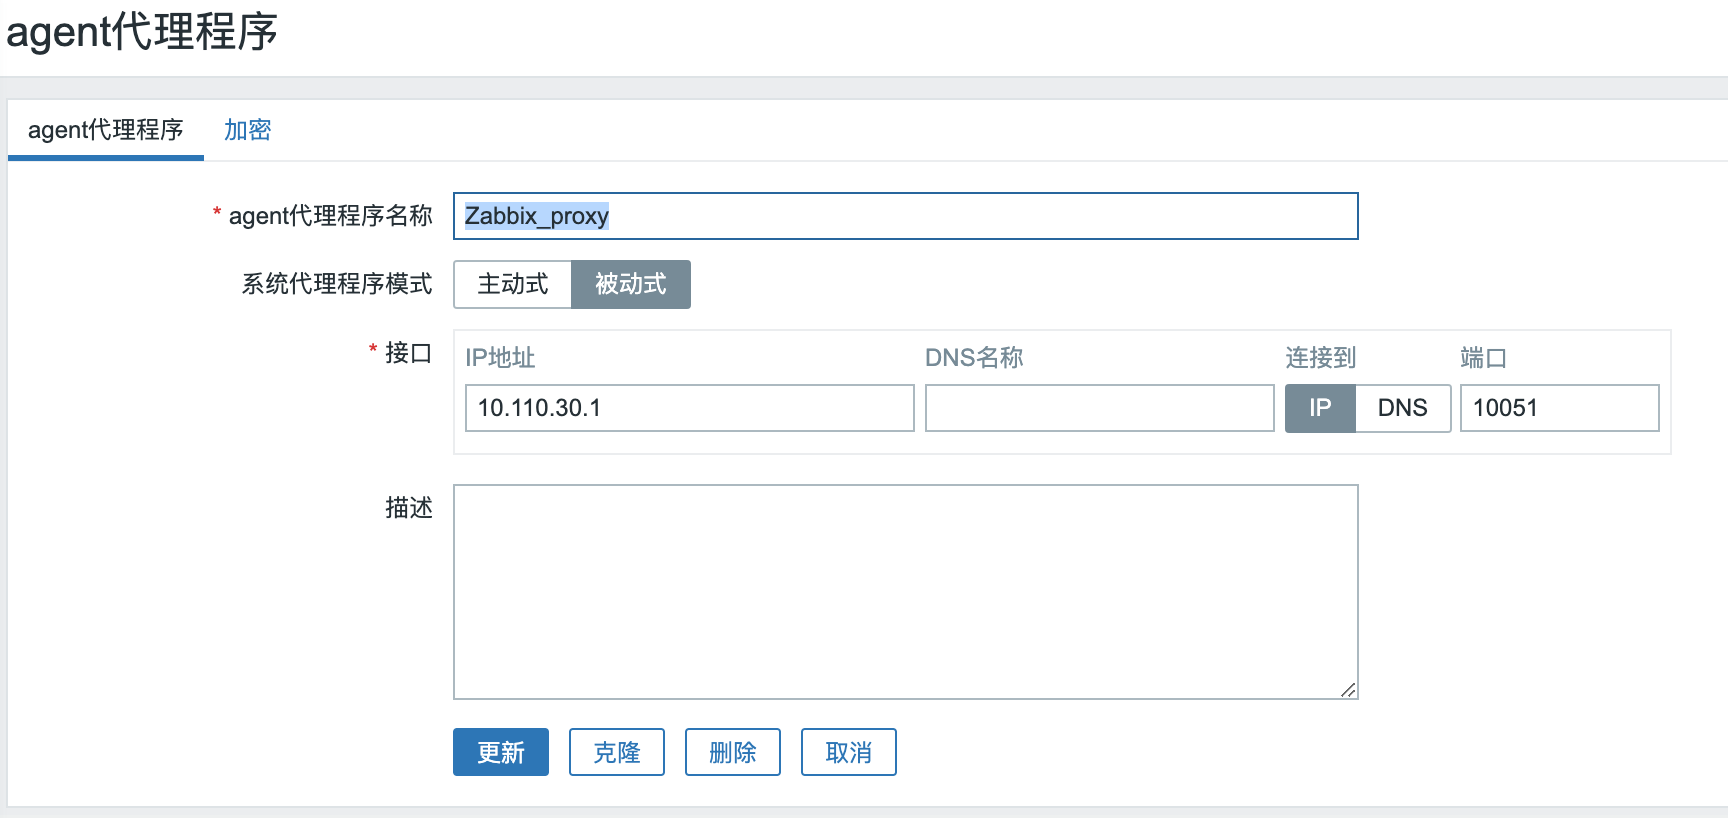 agent代理程序
agent代理程序 加密
* agent代理程序名称 Zabbix_proxy
系统代理程序模式 主动式 被动式
* 接口 IP地址 DNS名称 连接到 端口
10.110.30.1 IP DNS 10051
描述
更新 克隆 删除 取消